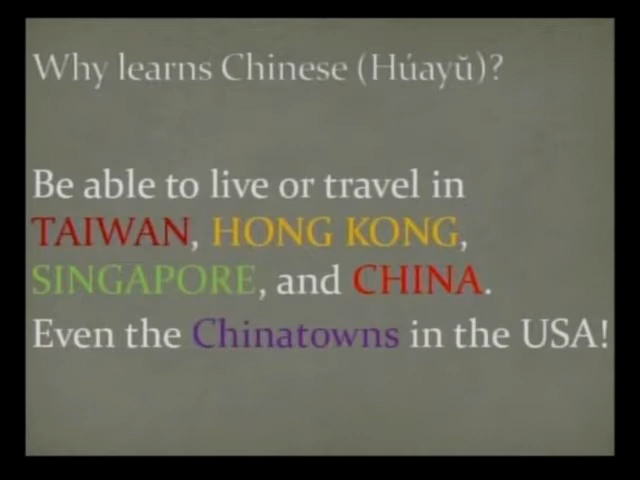 Why learns Chinese (Húayŭ)?
Be able to live or travel in
TAIWAN, HONG KONG,
SINGAPORE, and CHINA.
Even the Chinatowns in the USA!